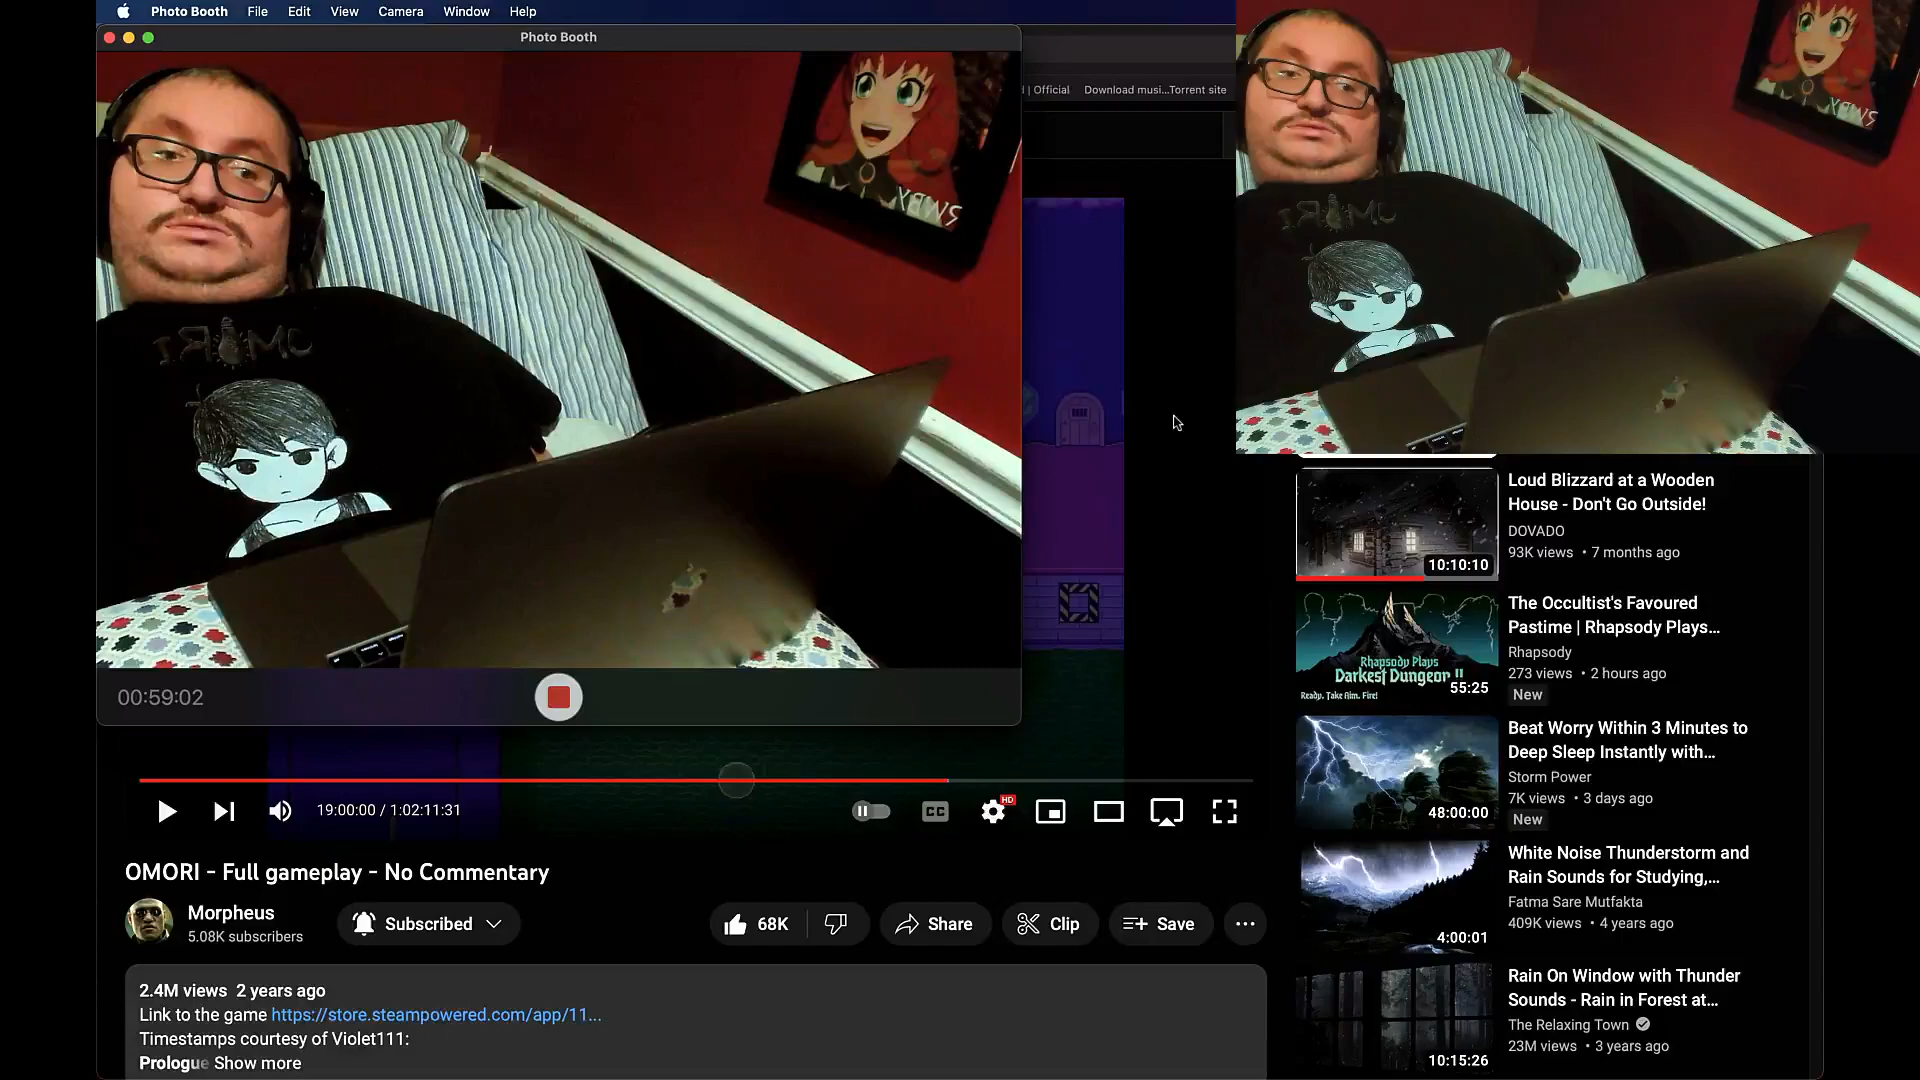 Photo Booth File Edit View Camera Window Help
Photo Booth
| Official Download musi...Torrent site
RWBY
RWBY
OMORI
OMORI
00:59:02
19:00:00 / 1:02:11:31
CC
HD
OMORI - Full gameplay - No Commentary
Morpheus
5.08K subscribers
Subscribed
68K
Share
Clip
Save
2.4M views 2 years ago
Link to the game https://store.steampowered.com/app/11...
Timestamps courtesy of Violet111:
Prologue Show more
Loud Blizzard at a Wooden
House - Don't Go Outside!
DOVADO
93K views • 7 months ago
10:10:10
The Occultist's Favoured
Pastime | Rhapsody Plays...
Rhapsody
273 views • 2 hours ago
New
Rhapsody Plays
Darkest Dungeon II
Ready, Take Aim, Fire!
55:25
Beat Worry Within 3 Minutes to
Deep Sleep Instantly with...
Storm Power
7K views • 3 days ago
New
48:00:00
White Noise Thunderstorm and
Rain Sounds for Studying,...
Fatma Sare Mutfakta
409K views • 4 years ago
4:00:01
Rain On Window with Thunder
Sounds - Rain in Forest at...
The Relaxing Town
23M views • 3 years ago
10:15:26